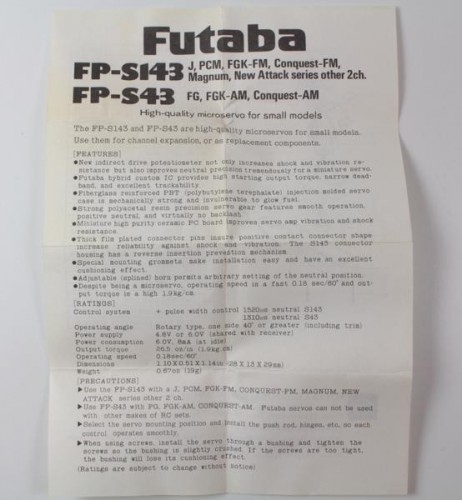 Futaba
FP-S143 J, PCM, FGK-FM, Conquest-FM,
Magnum, New Attack series other 2ch.
FP-S43 FG, FGK-AM, Conquest-AM
High-quality microservo for small models
The FP-S143 and FP-S43 are high-quality microservos for small models.
Use them for channel expansion, or as replacement components.
[FEATURES]
●New indirect drive potentiometer not only increases shock and vibration re-
sistance but also improves neutral precision tremendously for a miniature servo.
●Futaba hybrid custom IC provides high starting output torque, narrow dead-
band, and excellent trackability.
●Fiberglass reinforced PBT (polybutylene terephalate) injection molded servo
case is mechanically strong and invulnerable to glow fuel.
●Strong polyacetal resin precision servo gear features smooth operation,
positive neutral, and virtually no backlash.
●Miniature high purity ceramic PC board improves servo amp vibration and shock
resistance.
●Thick film plated connector pins insure positive contact connector shape
increase reliability against shock and vibration. The S143 connector
housing has a reverse insertion prevention mechanism.
●Special mounting grommets make installation easy and have an excellent
cushioning effect.
●Adjustable (splined) horn permits arbitrary setting of the neutral position.
●Despite being a microservo, operating speed in a fast 0.18 sec/60° and out-
put torque is a high 1.9kg/cm.
[RATINGS]
Control system + pulse width control 1520us neutral S143
1310us neutral S43
Operating angle Rotary type, one side 40° or greater (including trim)
Power supply 4.8V or 6.0V (shared with receiver)
Power consumption 6.0V, 8mA (at idle)
Output torque 26.5 oz/in (1.9kg.cm)
Operating speed 0.18sec/60°
Dimensions
Weight 0.67oz (19g)
[PRECAUTIONS]
▶Use the FP-S143 with a J, PCM, FGK-FM, CONQUEST-FM, MAGNUM, NEW
ATTACK series other 2ch.
▶Use FP-S43 with FG, FGK-AM, CONQUEST-AM. Futaba servos can not be used
with other makes of RC sets.
▶Select the servo mounting position and install the push rod, hinges, etc, so each
control operates smoothly.
▶When using screws install the servo through a bushing and tighten the
screws so the bushing is slightly crushed. If the screws are too tight,
the bushing will lose its cushioning effect.
(Ratings are subject to change without notice)